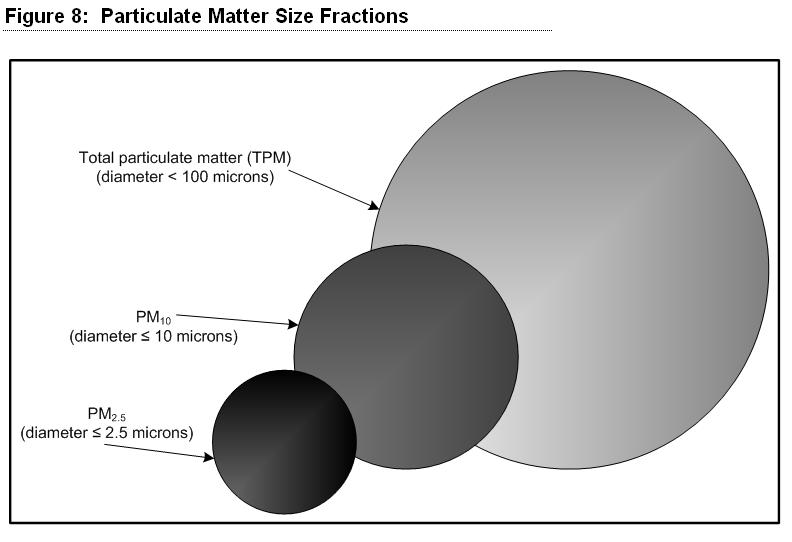 Figure 8: Particulate Matter Size Fractions
Total particulate matter (TPM)
(diameter < 100 microns)
PM10
(diameter ≤ 10 microns)
PM2.5
(diameter ≤ 2.5 microns)